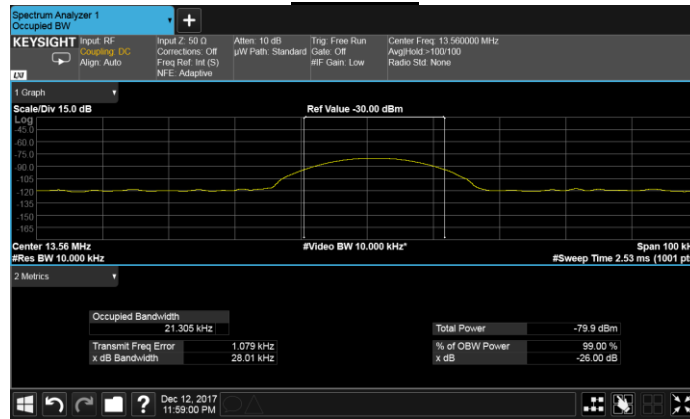 Spectrum Analyzer 1
Occupied BW
+
KEYSIGHT Input: RF Input Z: 50 Ω Atten: 10 dB Trig: Free Run Center Freq: 13.560000 MHz
Coupling: DC Corrections: Off µW Path: Standard Gate: Off Avg|Hold:>100/100
Align: Auto Freq Ref: Int (S) #IF Gain: Low Radio Std: None
LXI NFE: Adaptive
1 Graph
Scale/Div 15.0 dB Ref Value -30.00 dBm
Log
-45.0
-60.0
-75.0
-90.0
-105
-120
-135
-150
-165
Center 13.56 MHz #Video BW 10.000 kHz* Span 100 kH
#Res BW 10.000 kHz #Sweep Time 2.53 ms (1001 pt
2 Metrics
Occupied Bandwidth
21.305 kHz Total Power -79.9 dBm
Transmit Freq Error 1.079 kHz % of OBW Power 99.00 %
x dB Bandwidth 28.01 kHz x dB -26.00 dB
? Dec 12, 2017
11:59:00 PM